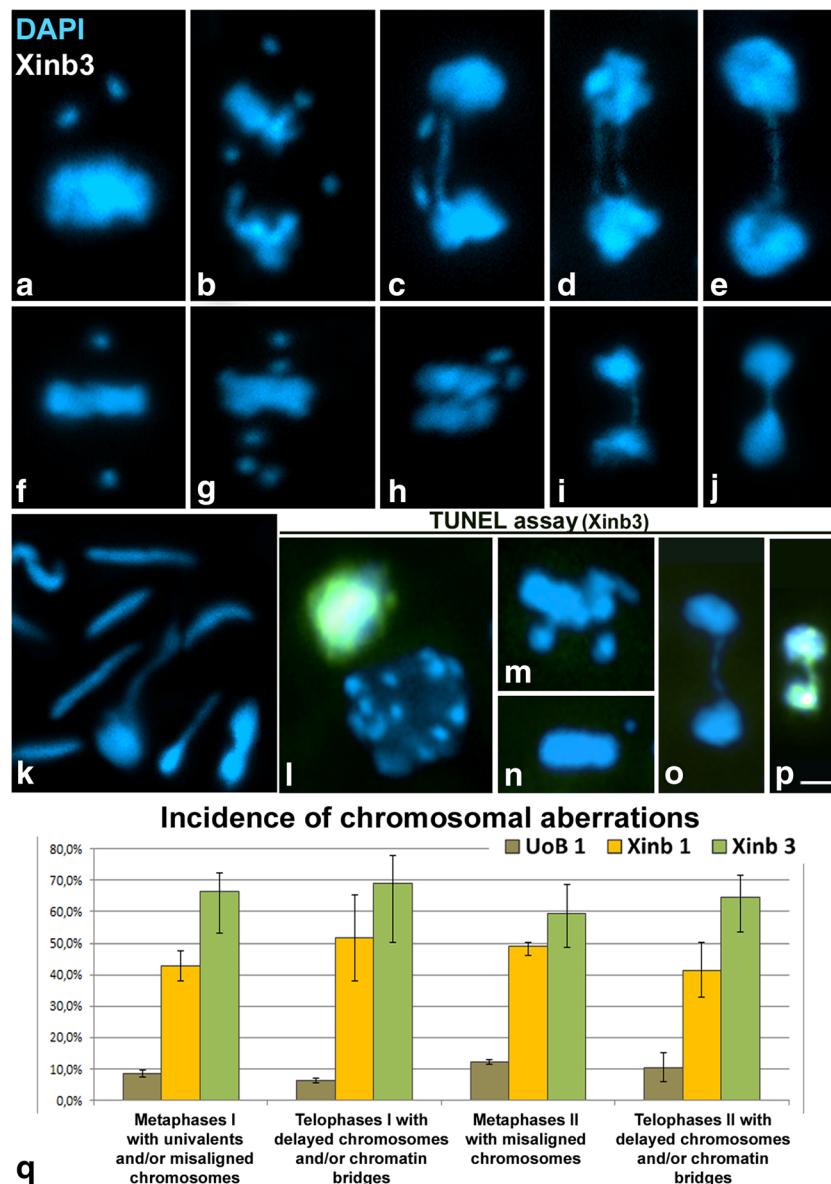 DAPI
Xinb3
a
b
c
d
e
f
g
h
i
j
TUNEL assay (Xinb3)
k
l
m
n
o
p
Incidence of chromosomal aberrations
UoB 1
Xinb 1
Xinb 3
80,0%
70,0%
60,0%
50,0%
40,0%
30,0%
20,0%
10,0%
0,0%
Metaphases I
with univalents
and/or misaligned
chromosomes
Telophases I with
delayed chromosomes
and/or chromatin
bridges
Metaphases II
with misaligned
chromosomes
Telophases II with
delayed chromosomes
and/or chromatin
bridges
q